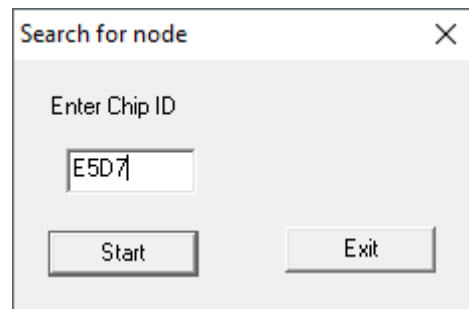 Search for node
Enter Chip ID
E5D7
Start
Exit